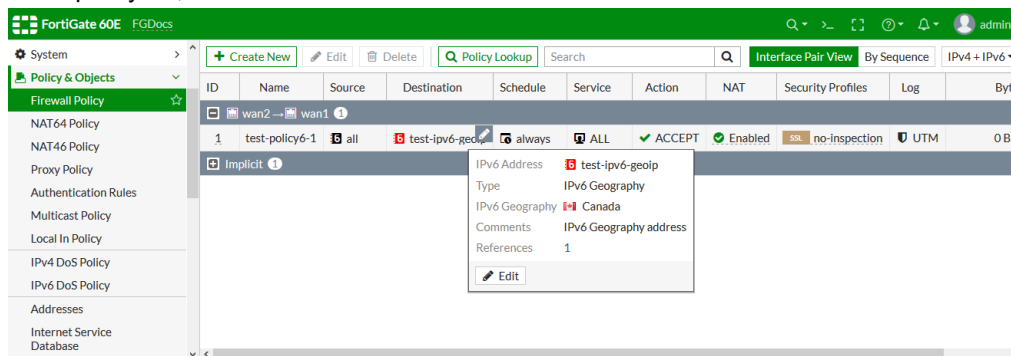 FortiGate 60E FGDocs
admin
System
Policy & Objects
Firewall Policy
NAT64 Policy
NAT46 Policy
Proxy Policy
Authentication Rules
Multicast Policy
Local In Policy
IPv4 DoS Policy
IPv6 DoS Policy
Addresses
Internet Service
Database
+ Create New Edit Delete Policy Lookup Search Interface Pair View By Sequence IPv4 + IPv6
ID Name Source Destination Schedule Service Action NAT Security Profiles Log Byt
wan2 → wan1 1
1 test-policy6-1 all test-ipv6-geoip always ALL ACCEPT Enabled SSL no-inspection UTM 0 B
Implicit 1
IPv6 Address test-ipv6-geoip
Type IPv6 Geography
IPv6 Geography Canada
Comments IPv6 Geography address
References 1
Edit